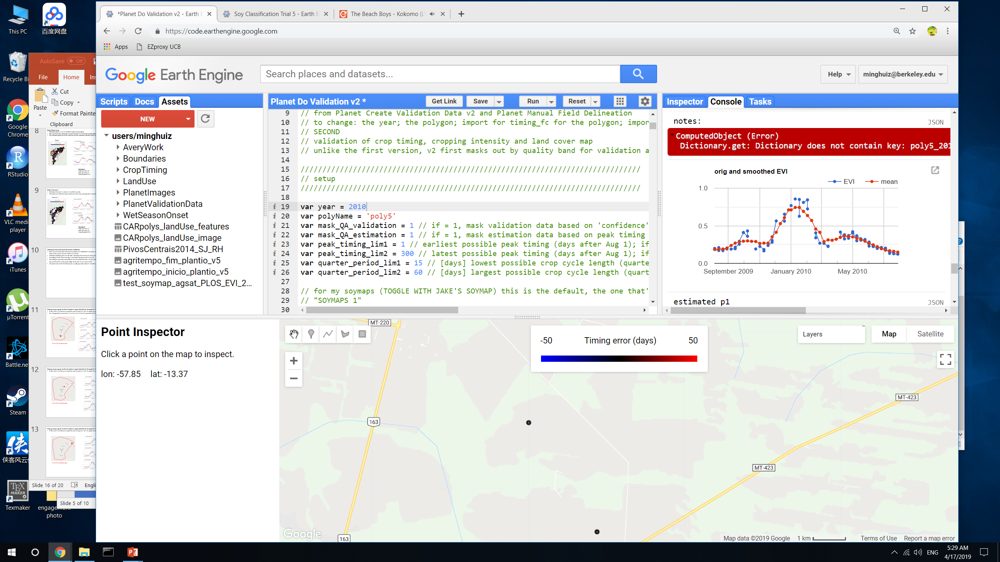 This PC
百度网盘
Recycle Bi
Google Chrome
RStudio
VLC medi player
iTunes
µTorrent
Battle.ne
Steam
侠客风云
TEX MAKER
Texmaker
engagement photo
AutoSave Off
File Home Ins
Paste
Cut
Copy
Format Painte
Clipboard
8
9
10
11
12
13
Slide 16 of 20 Engli
Slide 5 of 10
*Planet Do Validation v2 - Earth E
Soy Classification Trial 5 - Earth E
The Beach Boys - Kokomo (L
https://code.earthengine.google.com
Apps
EZproxy UCB
Google Earth Engine
Search places and datasets...
Help
minghuiz@berkeley.edu
Scripts Docs Assets
NEW
users/minghuiz
AveryWork
Boundaries
CropTiming
LandUse
PlanetImages
PlanetValidationData
WetSeasonOnset
CARpolys_landUse_features
CARpolys_landUse_image
PivosCentrais2014_SJ_RH
agritempo_fim_plantio_v5
agritempo_inicio_plantio_v5
test_soymap_agsat_PLOS_EVI_2...
Planet Do Validation v2 *
Get Link Save Run Reset
9 // from Planet Create Validation Data v2 and Planet Manual Field Delineation
10 // to change: the year; the polygon; import for timing_fc for the polygon; impor
11 // SECOND
12 // validation of crop timing, cropping intensity and land cover map
13 // unlike the first version, v2 first masks out by quality band for validation a
14
15 //////////////////////////////////////////////////////////////////////////////
16 // setup
17 //////////////////////////////////////////////////////////////////////////////
18
19 var year = 2010
20 var polyName = 'poly5'
21 var mask_QA_validation = 1 // if = 1, mask validation data based on 'confidence'
22 var mask_QA_estimation = 1 // if = 1, mask estimation data based on peak timing
23 var peak_timing_lim1 = 1 // earliest possible peak timing (days after Aug 1); if
24 var peak_timing_lim2 = 300 // latest possible peak timing (days after Aug 1); if
25 var quarter_period_lim1 = 15 // [days] lowest possible crop cycle length (quarte
26 var quarter_period_lim2 = 60 // [days] largest possible crop cycle length (quart
27
28 // for my soymaps (TOGGLE WITH JAKE'S SOYMAP) this is the default, the one that'
29 // "SOYMAPS 1"
30
Inspector Console Tasks
notes:
JSON
ComputedObject (Error)
Dictionary.get: Dictionary does not contain key: poly5_201
orig and smoothed EVI
EVI mean
1.0
0.5
0.0
September 2009 January 2010 May 2010
estimated p1
JSON
Point Inspector
Click a point on the map to inspect.
lon: -57.85 lat: -13.37
MT-220
-50 Timing error (days) 50
Layers
Map Satellite
MT-423
163
MT-423
163
Google
Map data ©2019 Google 1 km Terms of Use Report a map error
ENG
5:29 AM
4/17/2019